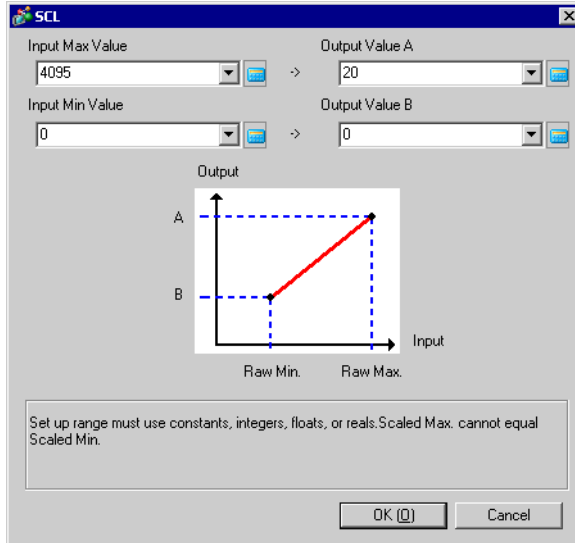 SCL
Input Max Value
Output Value A
4095
->
20
Input Min Value
Output Value B
0
->
0
Output
A
B
Input
Raw Min.
Raw Max.
Set up range must use constants, integers, floats, or reals.Scaled Max. cannot equal
Scaled Min.
OK (O)
Cancel